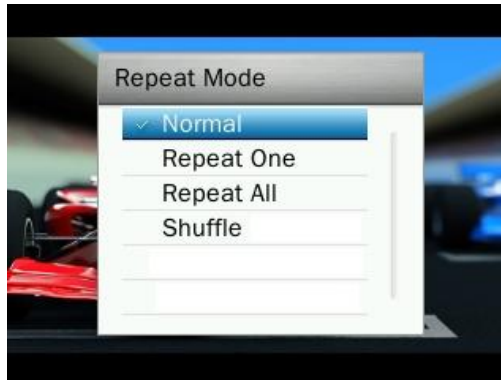 Repeat Mode
Normal
Repeat One
Repeat All
Shuffle